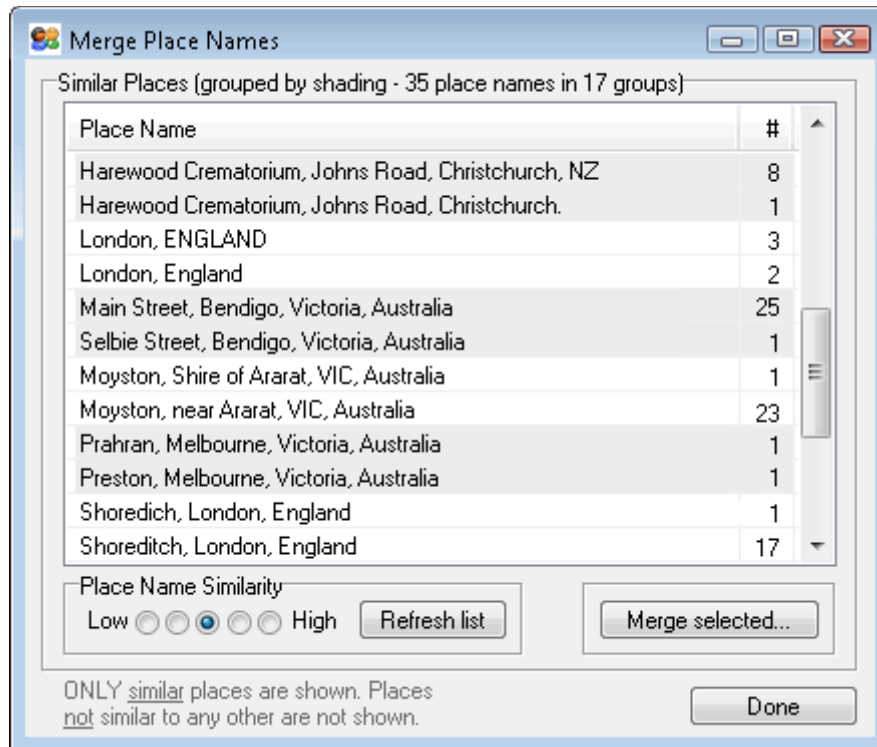 Merge Place Names
Similar Places (grouped by shading - 35 place names in 17 groups)
Place Name #
Harewood Crematorium, Johns Road, Christchurch, NZ 8
Harewood Crematorium, Johns Road, Christchurch. 1
London, ENGLAND 3
London, England 2
Main Street, Bendigo, Victoria, Australia 25
Selbie Street, Bendigo, Victoria, Australia 1
Moyston, Shire of Ararat, VIC, Australia 1
Moyston, near Ararat, VIC, Australia 23
Prahran, Melbourne, Victoria, Australia 1
Preston, Melbourne, Victoria, Australia 1
Shoredich, London, England 1
Shoreditch, London, England 17
Place Name Similarity
Low High Refresh list Merge selected...
ONLY similar places are shown. Places
not similar to any other are not shown.
Done